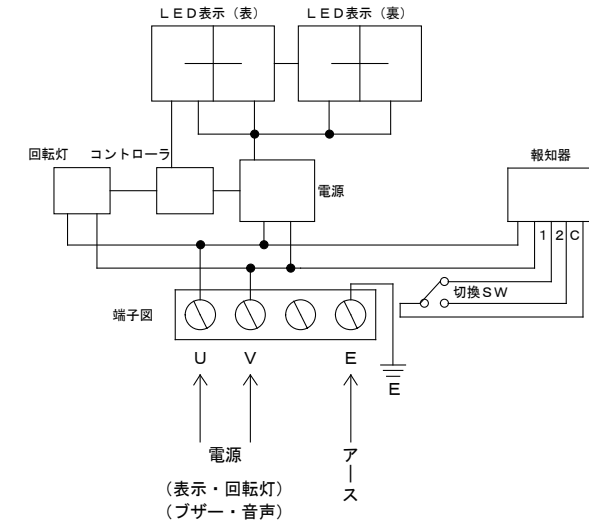 LED表示（表）
LED表示（裏）
回転灯
コントローラ
電源
報知器
1 2 C
切換SW
端子図
U V E
E
電源
アース
（表示・回転灯）
（ブザー・音声）